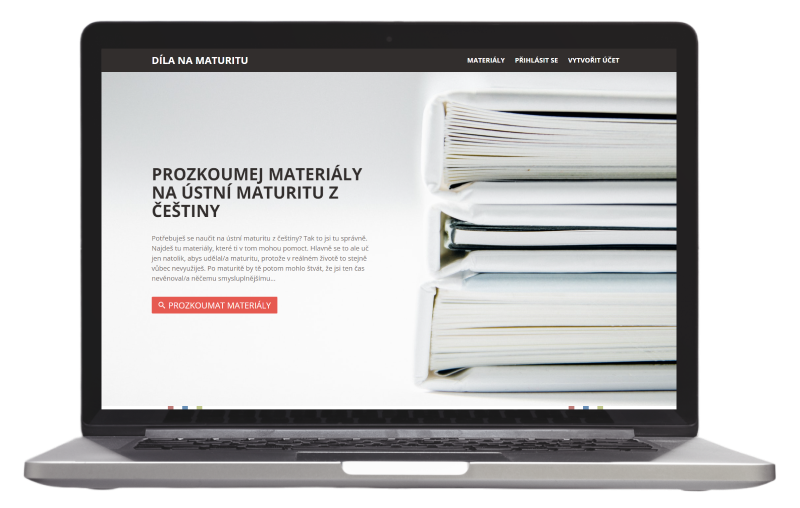 DÍLA NA MATURITU
MATERIÁLY PŘIHLÁSIT SE VYTVOŘIT ÚČET
PROZKOUMEJ MATERIÁLY
NA ÚSTNÍ MATURITU Z
ČEŠTINY
Potřebuješ se naučit na ústní maturitu z češtiny? Tak to jsi tu správně.
Najdeš tu materiály, které ti v tom mohou pomoct. Hlavně se to ale uč
jen natolik, abys udělal/a maturitu, protože v reálném životě to stejně
vůbec nevyužiješ. Po maturitě by tě potom mohlo štvát, že jsi ten čas
nevěnoval/a něčemu smysluplnějšímu...
PROZKOUMAT MATERIÁLY